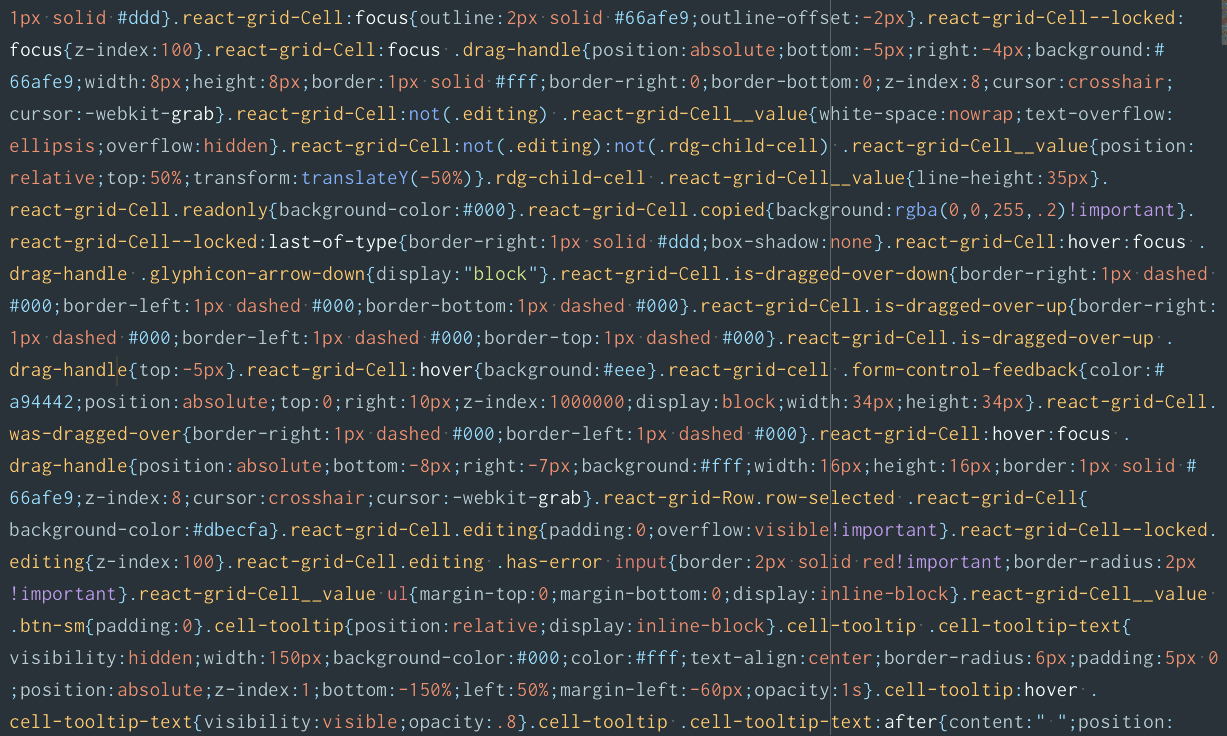 1px solid #ddd}.react-grid-Cell:focus{outline:2px solid #66afe9;outline-offset:-2px}.react-grid-Cell--locked:
focus{z-index:100}.react-grid-Cell:focus .drag-handle{position:absolute;bottom:-5px;right:-4px;background:#
66afe9;width:8px;height:8px;border:1px solid #fff;border-right:0;border-bottom:0;z-index:8;cursor:crosshair;
cursor:-webkit-grab}.react-grid-Cell:not(.editing) .react-grid-Cell__value{white-space:nowrap;text-overflow:
ellipsis;overflow:hidden}.react-grid-Cell:not(.editing):not(.rdg-child-cell) .react-grid-Cell__value{position:
relative;top:50%;transform:translateY(-50%)}.rdg-child-cell .react-grid-Cell__value{line-height:35px}.
react-grid-Cell.readonly{background-color:#000}.react-grid-Cell.copied{background:rgba(0,0,255,.2)!important}.
react-grid-Cell--locked:last-of-type{border-right:1px solid #ddd;box-shadow:none}.react-grid-Cell:hover:focus .
drag-handle .glyphicon-arrow-down{display:"block"}.react-grid-Cell.is-dragged-over-down{border-right:1px dashed
#000;border-left:1px dashed #000;border-bottom:1px dashed #000}.react-grid-Cell.is-dragged-over-up{border-right:
1px dashed #000;border-left:1px dashed #000;border-top:1px dashed #000}.react-grid-Cell.is-dragged-over-up .
drag-handle{top:-5px}.react-grid-Cell:hover{background:#eee}.react-grid-cell .form-control-feedback{color:#
a94442;position:absolute;top:0;right:10px;z-index:1000000;display:block;width:34px;height:34px}.react-grid-Cell.
was-dragged-over{border-right:1px dashed #000;border-left:1px dashed #000}.react-grid-Cell:hover:focus .
drag-handle{position:absolute;bottom:-8px;right:-7px;background:#fff;width:16px;height:16px;border:1px solid #
66afe9;z-index:8;cursor:crosshair;cursor:-webkit-grab}.react-grid-Row.row-selected .react-grid-Cell{
background-color:#dbecfa}.react-grid-Cell.editing{padding:0;overflow:visible!important}.react-grid-Cell--locked.
editing{z-index:100}.react-grid-Cell.editing .has-error input{border:2px solid red!important;border-radius:2px
!important}.react-grid-Cell__value ul{margin-top:0;margin-bottom:0;display:inline-block}.react-grid-Cell__value
.btn-sm{padding:0}.cell-tooltip{position:relative;display:inline-block}.cell-tooltip .cell-tooltip-text{
visibility:hidden;width:150px;background-color:#000;color:#fff;text-align:center;border-radius:6px;padding:5px 0
;position:absolute;z-index:1;bottom:-150%;left:50%;margin-left:-60px;opacity:1s}.cell-tooltip:hover .
cell-tooltip-text{visibility:visible;opacity:.8}.cell-tooltip .cell-tooltip-text:after{content:" ";position: